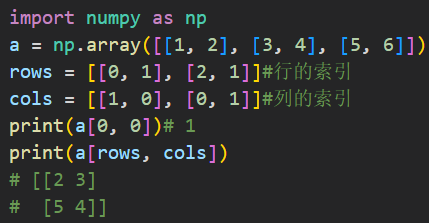 import numpy as np
a = np.array([[1, 2], [3, 4], [5, 6]])
rows = [[0, 1], [2, 1]]#行的索引
cols = [[1, 0], [0, 1]]#列的索引
print(a[0, 0])# 1
print(a[rows, cols])
# [[2 3]
#  [5 4]]